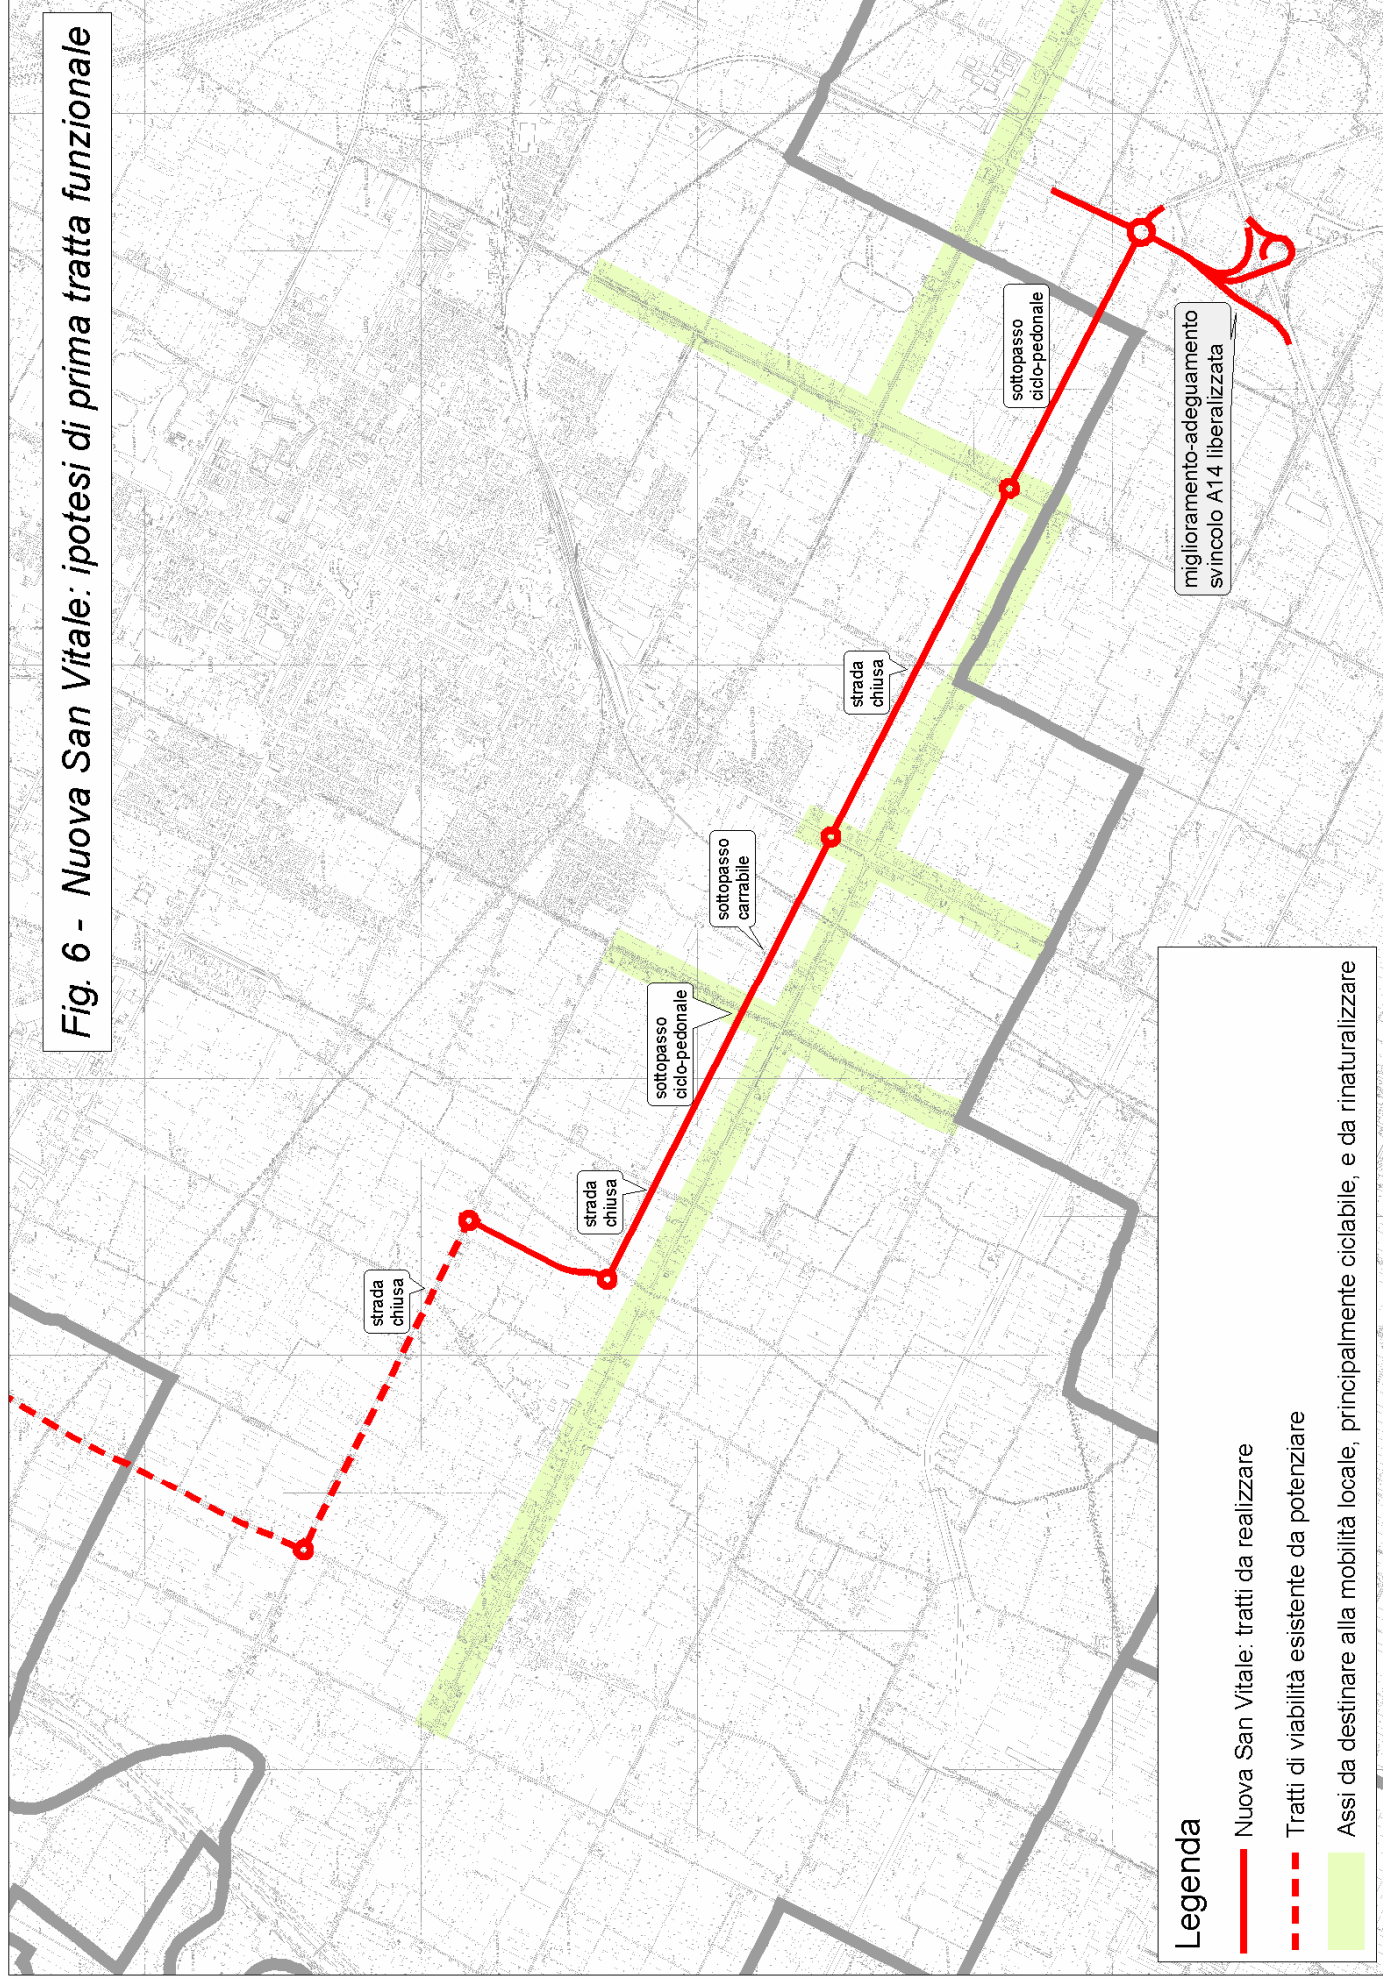 Fig. 6 - Nuova San Vitale: ipotesi di prima tratta funzionale
strada
chiusa
strada
chiusa
sottopasso
ciclo-pedonale
sottopasso
carrabile
strada
chiusa
sottopasso
ciclo-pedonale
miglioramento-adeguamento
svincolo A14 liberalizzata
Legenda
Nuova San Vitale: tratti da realizzare
Tratti di viabilità esistente da potenziare
Assi da destinare alla mobilità locale, principalmente ciclabile, e da rinaturalizzare